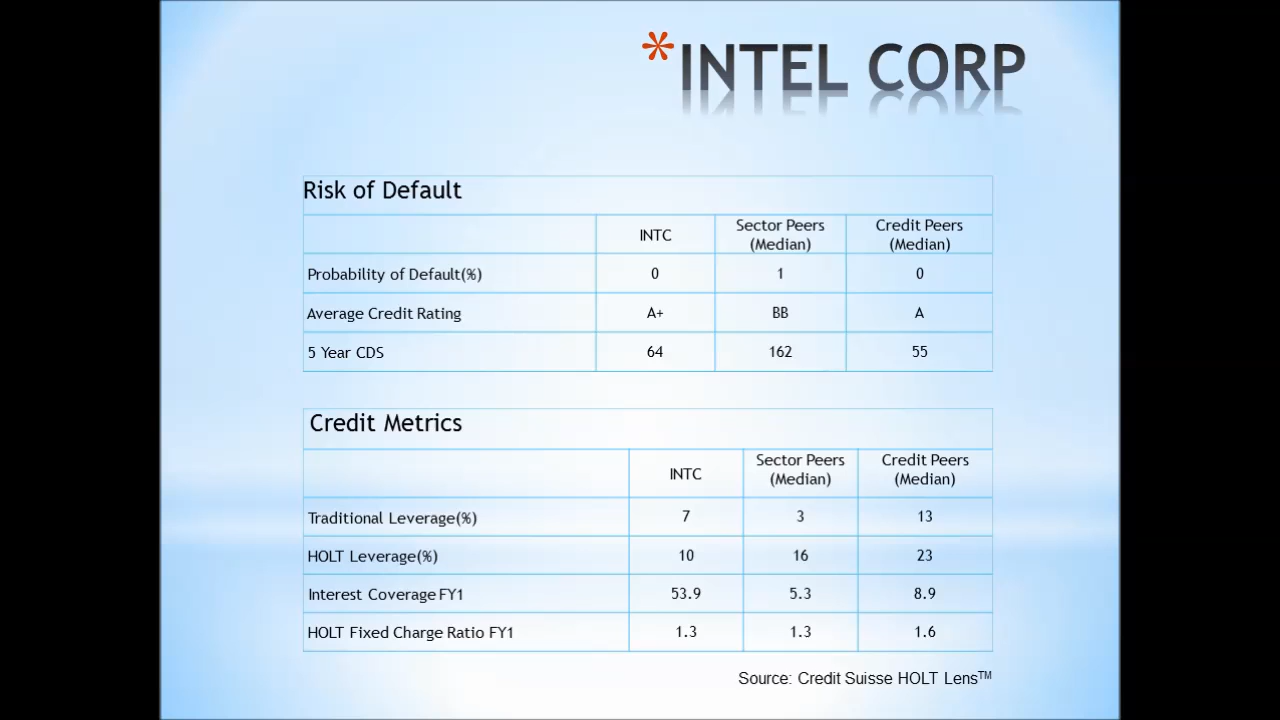 *INTEL CORP
Risk of Default
INTC Sector Peers (Median) Credit Peers (Median)
Probability of Default(%) 0 1 0
Average Credit Rating A+ BB A
5 Year CDS 64 162 55
Credit Metrics
INTC Sector Peers (Median) Credit Peers (Median)
Traditional Leverage(%) 7 3 13
HOLT Leverage(%) 10 16 23
Interest Coverage FY1 53.9 5.3 8.9
HOLT Fixed Charge Ratio FY1 1.3 1.3 1.6
Source: Credit Suisse HOLT Lens™